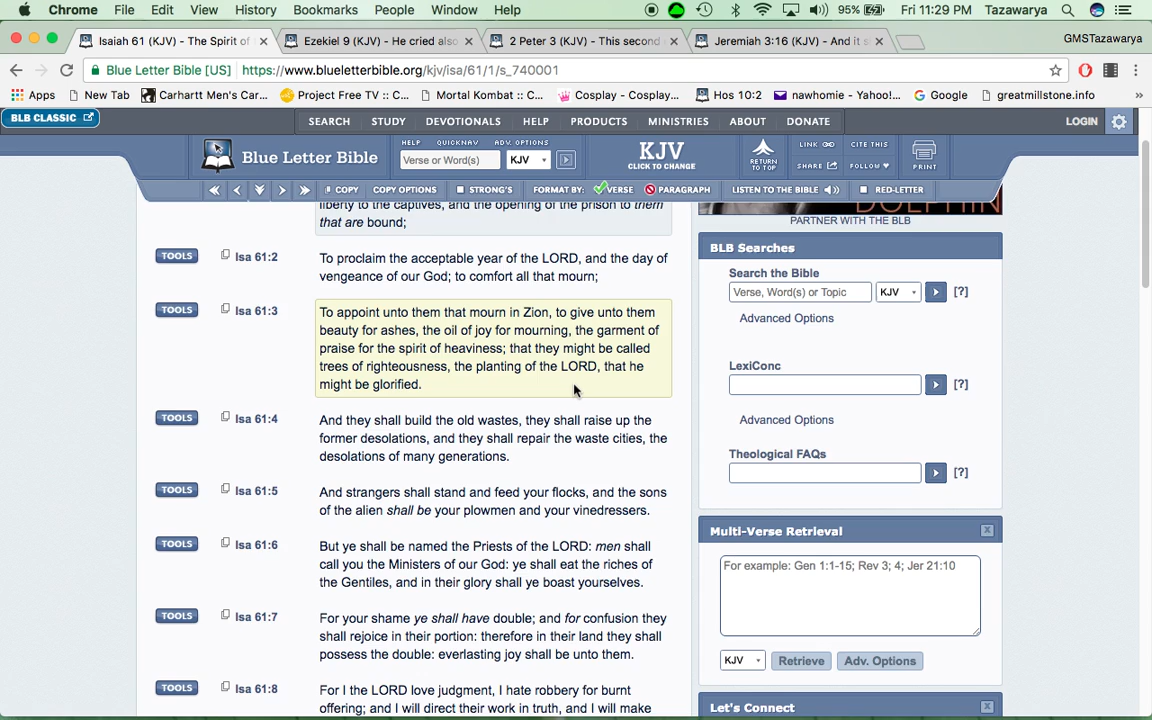 Chrome File Edit View History Bookmarks People Window Help 95% Fri 11:29 PM Tazawarya
Isaiah 61 (KJV) - The Spirit of
Ezekiel 9 (KJV) - He cried also
2 Peter 3 (KJV) - This second
Jeremiah 3:16 (KJV) - And it s
GMSTazawarya
Blue Letter Bible [US] https://www.blueletterbible.org/kjv/isa/61/1/s_740001
Apps New Tab Carhartt Men's Car... Project Free TV :: C... Mortal Kombat :: C... Cosplay - Cosplay... Hos 10:2 nawhomie - Yahoo!... Google greatmillstone.info »
BLB CLASSIC
SEARCH STUDY DEVOTIONALS HELP PRODUCTS MINISTRIES ABOUT DONATE LOGIN
Blue Letter Bible
HELP QUICKNAV ADV. OPTIONS
Verse or Word(s) KJV
KJV
CLICK TO CHANGE
RETURN
TO TOP
LINK CITE THIS
SHARE FOLLOW
PRINT
COPY COPY OPTIONS STRONG'S FORMAT BY: VERSE PARAGRAPH LISTEN TO THE BIBLE RED-LETTER
liberty to the captives, and the opening of the prison to them
that are bound;
TOOLS Isa 61:2 To proclaim the acceptable year of the LORD, and the day of
vengeance of our God; to comfort all that mourn;
TOOLS Isa 61:3 To appoint unto them that mourn in Zion, to give unto them
beauty for ashes, the oil of joy for mourning, the garment of
praise for the spirit of heaviness; that they might be called
trees of righteousness, the planting of the LORD, that he
might be glorified.
TOOLS Isa 61:4 And they shall build the old wastes, they shall raise up the
former desolations, and they shall repair the waste cities, the
desolations of many generations.
TOOLS Isa 61:5 And strangers shall stand and feed your flocks, and the sons
of the alien shall be your plowmen and your vinedressers.
TOOLS Isa 61:6 But ye shall be named the Priests of the LORD: men shall
call you the Ministers of our God: ye shall eat the riches of
the Gentiles, and in their glory shall ye boast yourselves.
TOOLS Isa 61:7 For your shame ye shall have double; and for confusion they
shall rejoice in their portion: therefore in their land they shall
possess the double: everlasting joy shall be unto them.
TOOLS Isa 61:8 For I the LORD love judgment, I hate robbery for burnt
offering; and I will direct their work in truth, and I will make
DOLPHIN
PARTNER WITH THE BLB
BLB Searches
Search the Bible
Verse, Word(s) or Topic KJV [?]
Advanced Options
LexiConc
[?]
Advanced Options
Theological FAQs
[?]
Multi-Verse Retrieval
For example: Gen 1:1-15; Rev 3; 4; Jer 21:10
KJV Retrieve Adv. Options
Let's Connect